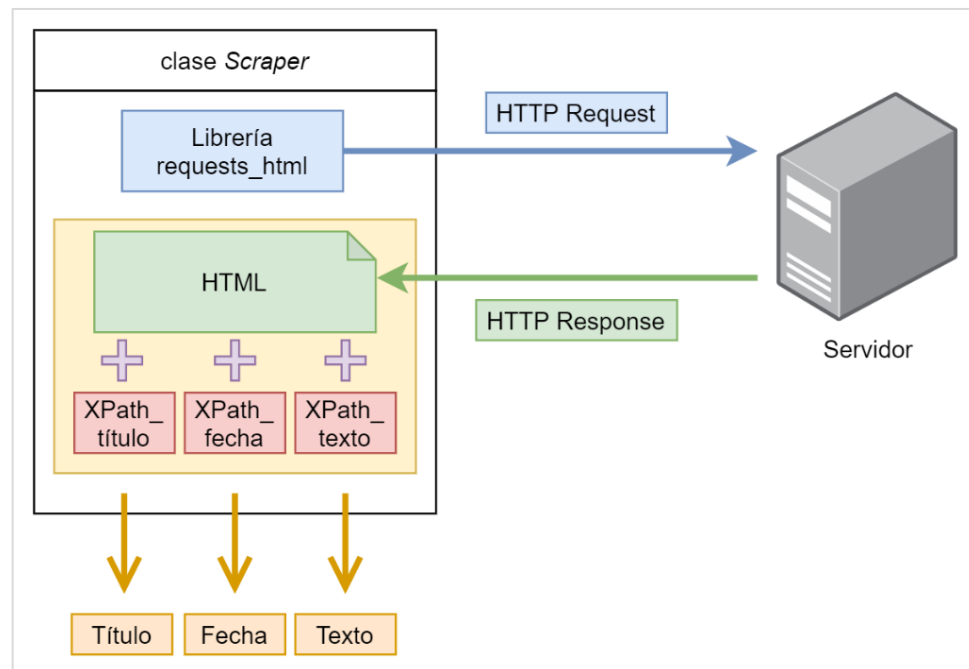 clase Scraper
Librería
requests_html
HTTP Request
HTML
HTTP Response
Servidor
XPath_
título
XPath_
fecha
XPath_
texto
Título
Fecha
Texto